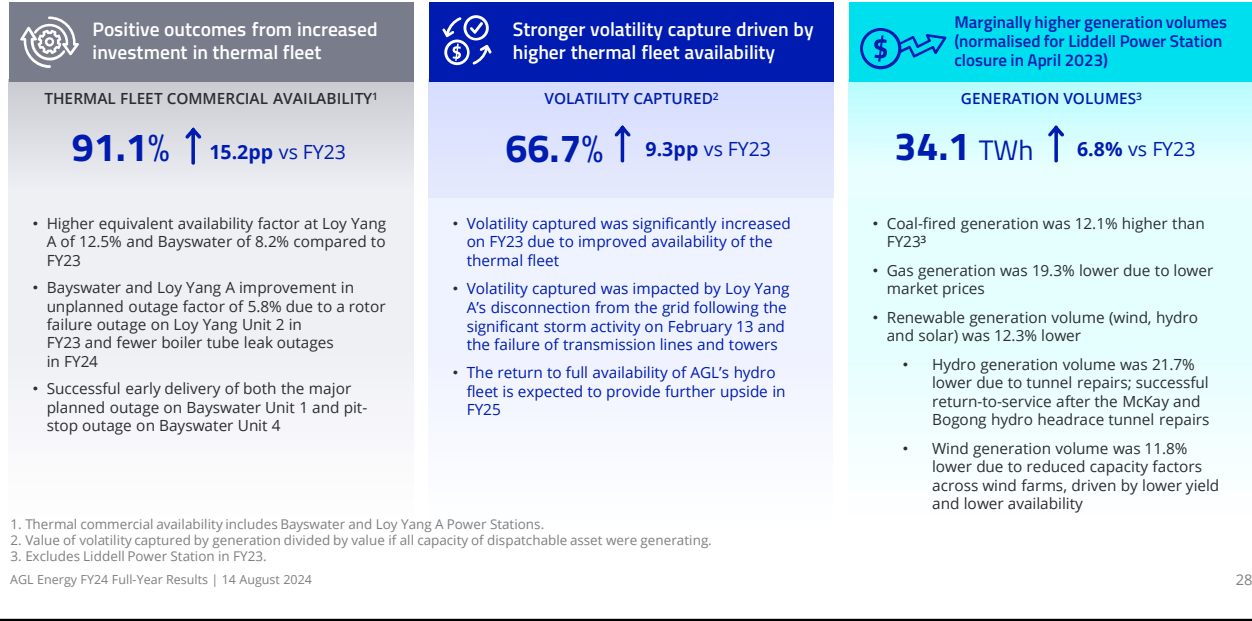 Positive outcomes from increased
investment in thermal fleet
THERMAL FLEET COMMERCIAL AVAILABILITY¹
91.1% ↑ 15.2pp vs FY23
• Higher equivalent availability factor at Loy Yang
A of 12.5% and Bayswater of 8.2% compared to
FY23
• Bayswater and Loy Yang A improvement in
unplanned outage factor of 5.8% due to a rotor
failure outage on Loy Yang Unit 2 in
FY23 and fewer boiler tube leak outages
in FY24
• Successful early delivery of both the major
planned outage on Bayswater Unit 1 and pit-
stop outage on Bayswater Unit 4
Stronger volatility capture driven by
higher thermal fleet availability
VOLATILITY CAPTURED²
66.7% ↑ 9.3pp vs FY23
• Volatility captured was significantly increased
on FY23 due to improved availability of the
thermal fleet
• Volatility captured was impacted by Loy Yang
A's disconnection from the grid following the
significant storm activity on February 13 and
the failure of transmission lines and towers
• The return to full availability of AGL's hydro
fleet is expected to provide further upside in
FY25
Marginally higher generation volumes
(normalised for Liddell Power Station
closure in April 2023)
GENERATION VOLUMES³
34.1 TWh ↑ 6.8% vs FY23
• Coal-fired generation was 12.1% higher than
FY23³
• Gas generation was 19.3% lower due to lower
market prices
• Renewable generation volume (wind, hydro
and solar) was 12.3% lower
• Hydro generation volume was 21.7%
lower due to tunnel repairs; successful
return-to-service after the McKay and
Bogong hydro headrace tunnel repairs
• Wind generation volume was 11.8%
lower due to reduced capacity factors
across wind farms, driven by lower yield
and lower availability
1. Thermal commercial availability includes Bayswater and Loy Yang A Power Stations.
2. Value of volatility captured by generation divided by value if all capacity of dispatchable asset were generating.
3. Excludes Liddell Power Station in FY23.
AGL Energy FY24 Full-Year Results | 14 August 2024
28